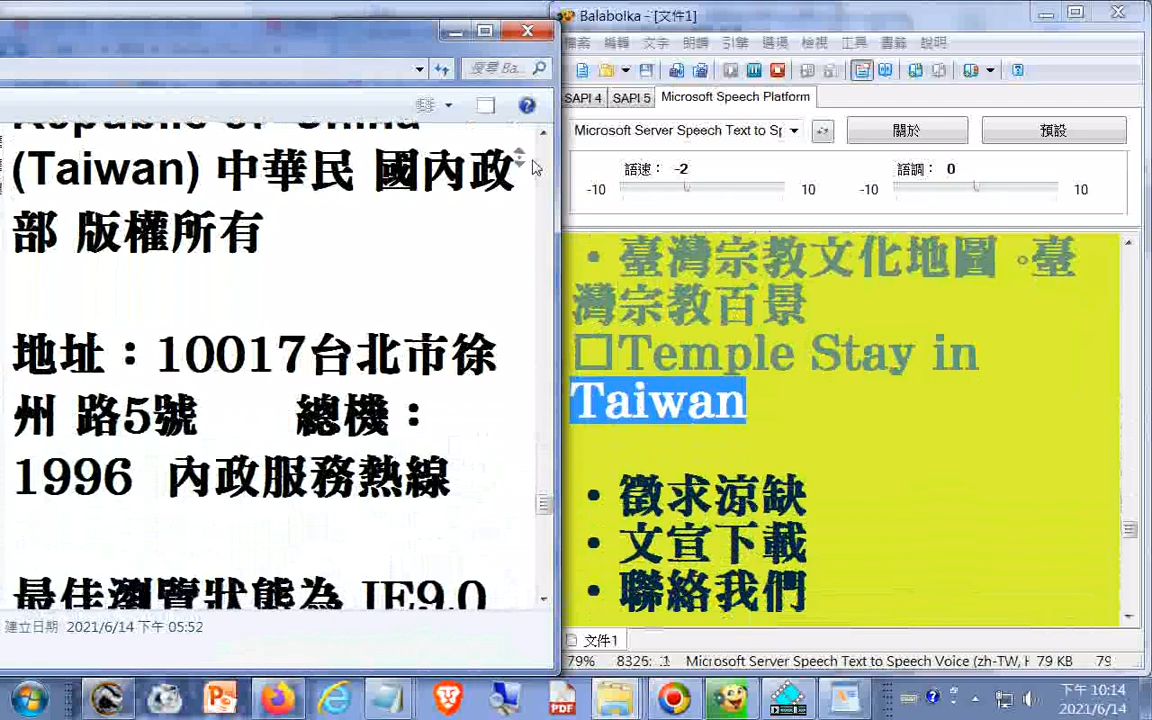 搜尋 Ba...
Republic of China
(Taiwan) 中華民 國內政
部 版權所有
地址：10017台北市徐
州 路5號 總機：
1996 內政服務熱線
最佳瀏覽狀態為 IE9.0
建立日期 2021/6/14 下午 05:52
Balabolka - [文件1]
檔案 編輯 文字 朗讀 引擎 選項 檢視 工具 書籤 說明
SAPI 4 SAPI 5 Microsoft Speech Platform
Microsoft Server Speech Text to Sp 關於 預設
語速： -2 語調： 0
-10 10 -10 10
・臺灣宗教文化地圖 。臺
灣宗教百景
□Temple Stay in
Taiwan
・徵求涼缺
・文宣下載
・聯絡我們
文件1
79% 8325: :1 Microsoft Server Speech Text to Speech Voice (zh-TW, H 79 KB 79
PDF
下午 10:14
2021/6/14